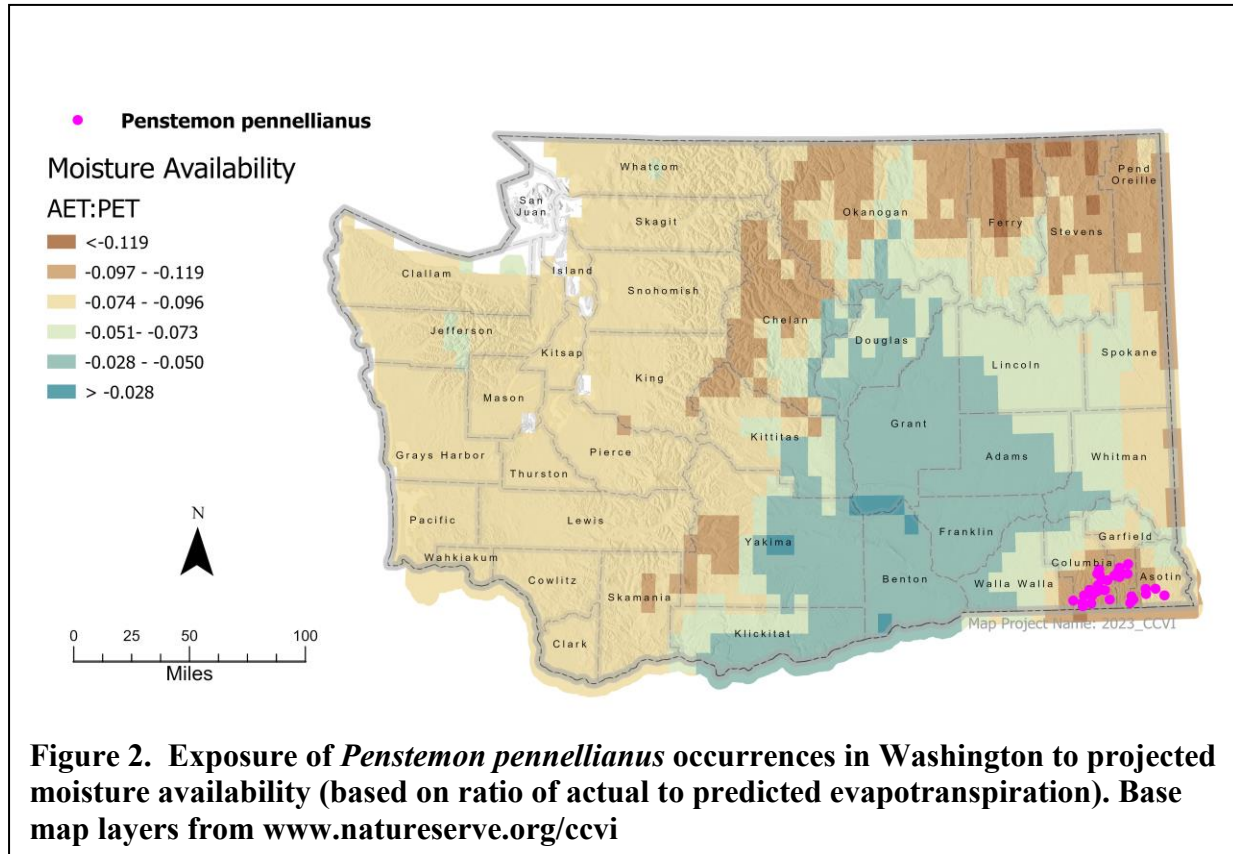 Penstemon pennellianus
Moisture Availability
AET:PET
<-0.119
-0.097 - -0.119
-0.074 - -0.096
-0.051- -0.073
-0.028 - -0.050
> -0.028
N
0 25 50 100
Miles
Whatcom
Pend
Oreille
San
Juan
Okanogan
Ferry
Skagit
Stevens
Clallam
Island
Snohomish
Chelan
Jefferson
Douglas
Kitsap
Spokane
Lincoln
King
Mason
Grant
Kittitas
Pierce
Grays Harbor
Adams
Whitman
Thurston
Pacific
Lewis
Yakima
Franklin
Garfield
Wahkiakum
Columbia
Asotin
Cowlitz
Benton
Walla Walla
Skamania
Map Project Name: 2023_CCVI
Klickitat
Clark
Figure 2. Exposure of Penstemon pennellianus occurrences in Washington to projected
moisture availability (based on ratio of actual to predicted evapotranspiration). Base
map layers from www.natureserve.org/ccvi